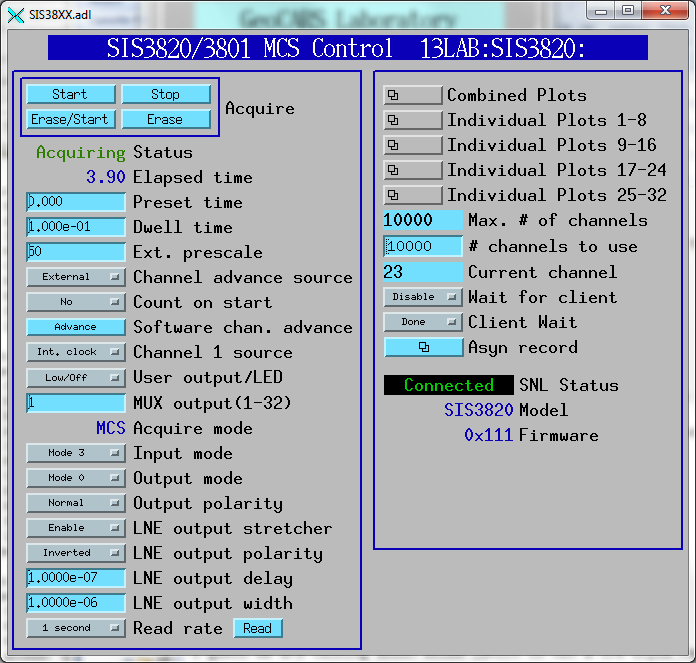 SIS38XX.adl
GeoCARS Laboratory
SIS3820/3801 MCS Control 13LAB:SIS3820:
Start Stop
Erase/Start Erase
Acquire
Acquiring Status
3.90 Elapsed time
0.000 Preset time
1.000e-01 Dwell time
50 Ext. prescale
External Channel advance source
No Count on start
Advance Software chan. advance
Int. clock Channel 1 source
Low/Off User output/LED
1 MUX output(1-32)
MCS Acquire mode
Mode 3 Input mode
Mode 0 Output mode
Normal Output polarity
Enable LNE output stretcher
Inverted LNE output polarity
1.0000e-07 LNE output delay
1.0000e-06 LNE output width
1 second Read rate Read
Combined Plots
Individual Plots 1-8
Individual Plots 9-16
Individual Plots 17-24
Individual Plots 25-32
10000 Max. # of channels
10000 # channels to use
23 Current channel
Disable Wait for client
Done Client Wait
Asyn record
Connected SNL Status
SIS3820 Model
0x111 Firmware